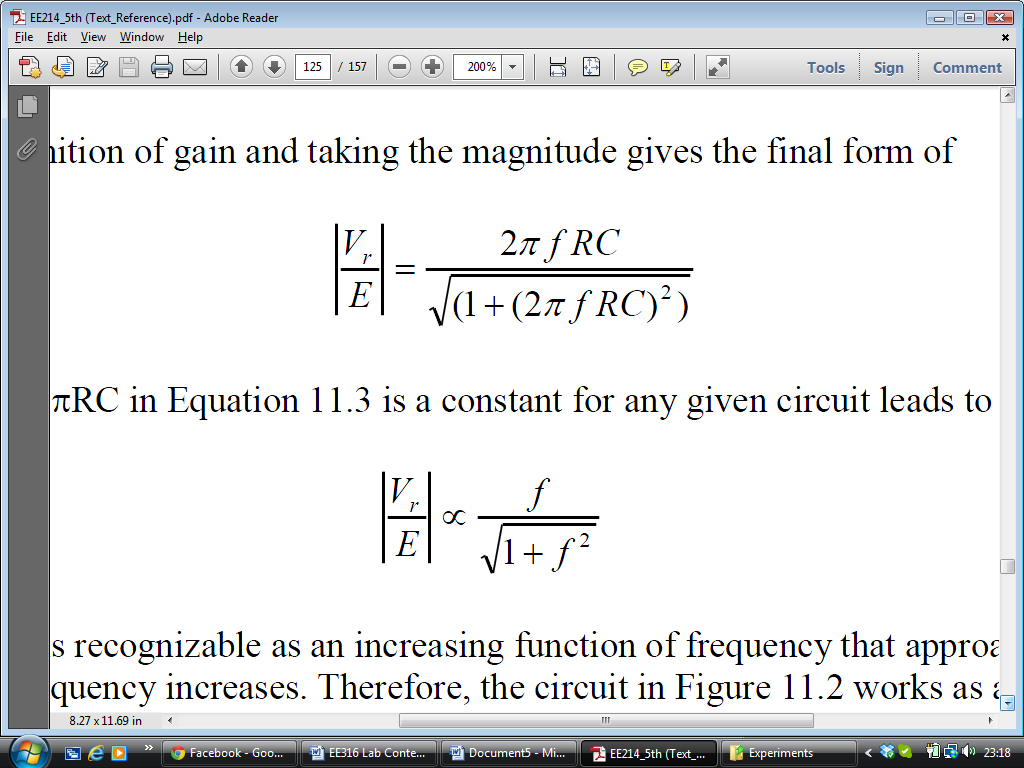 EE214_5th (Text_Reference).pdf - Adobe Reader
File Edit View Window Help
125 / 157 200% Tools Sign Comment
nition of gain and taking the magnitude gives the final form of
|V_r / E| = 2π f RC / √(1 + (2π f RC)²)
πRC in Equation 11.3 is a constant for any given circuit leads to
|V_r / E| ∝ f / √1 + f²
s recognizable as an increasing function of frequency that approa
quency increases. Therefore, the circuit in Figure 11.2 works as a
8.27 x 11.69 in
Facebook - Goo... EE316 Lab Conte... Document5 - Mi... EE214_5th (Text_... Experiments 23:18